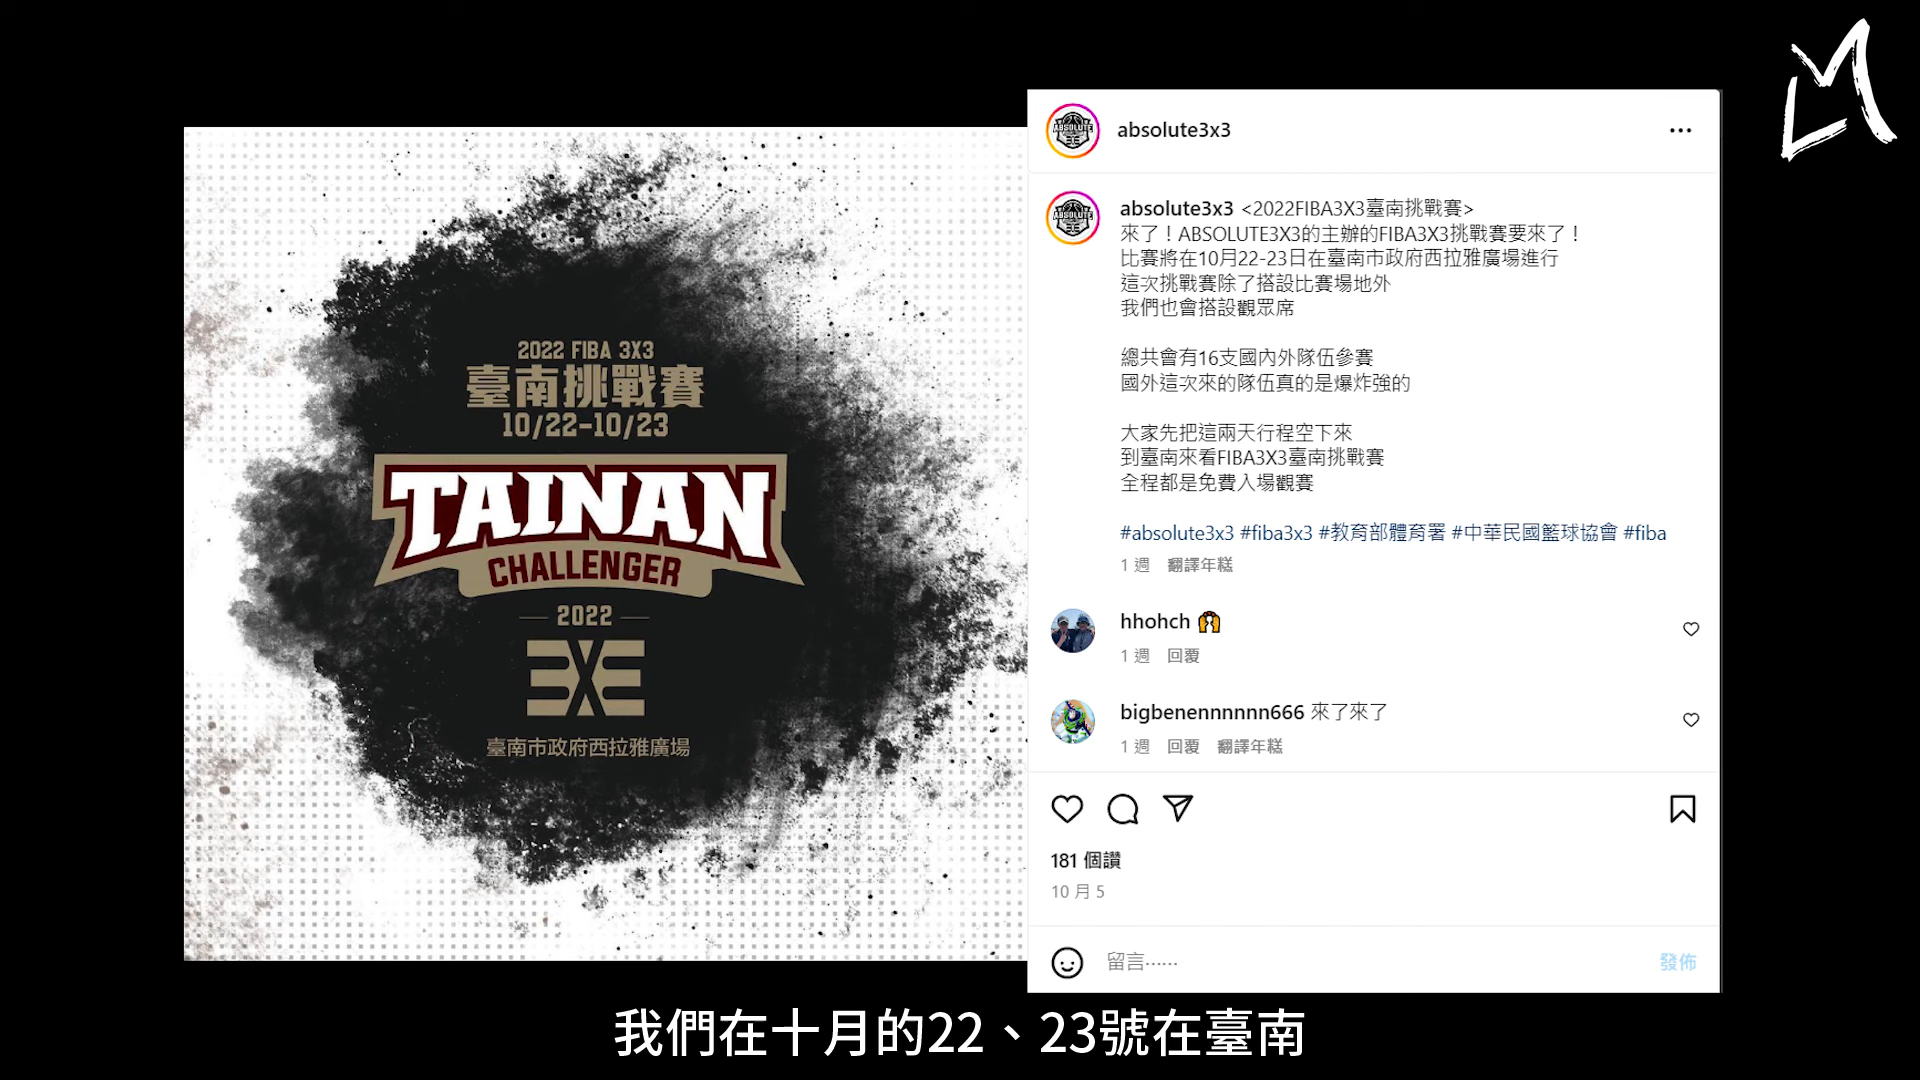 2022 FIBA 3X3
臺南挑戰賽
10/22-10/23
TAINAN
CHALLENGER
2022
3X3
臺南市政府西拉雅廣場
absolute3x3
absolute3x3 <2022FIBA3X3臺南挑戰賽>
來了！ABSOLUTE3X3的主辦的FIBA3X3挑戰賽要來了！
比賽將在10月22-23日在臺南市政府西拉雅廣場進行
這次挑戰賽除了搭設比賽場地外
我們也會搭設觀眾席
總共會有16支國內外隊伍參賽
國外這次來的隊伍真的是爆炸強的
大家先把這兩天行程空下來
到臺南來看FIBA3X3臺南挑戰賽
全程都是免費入場觀賽
#absolute3x3 #fiba3x3 #教育部體育署 #中華民國籃球協會 #fiba
1 週 翻譯年糕
hhohch 🙌
1 週 回覆
bigbenennnnnn666 來了來了
1 週 回覆 翻譯年糕
181 個讚
10 月 5
留言⋯⋯
發佈
我們在十月的22、23號在臺南